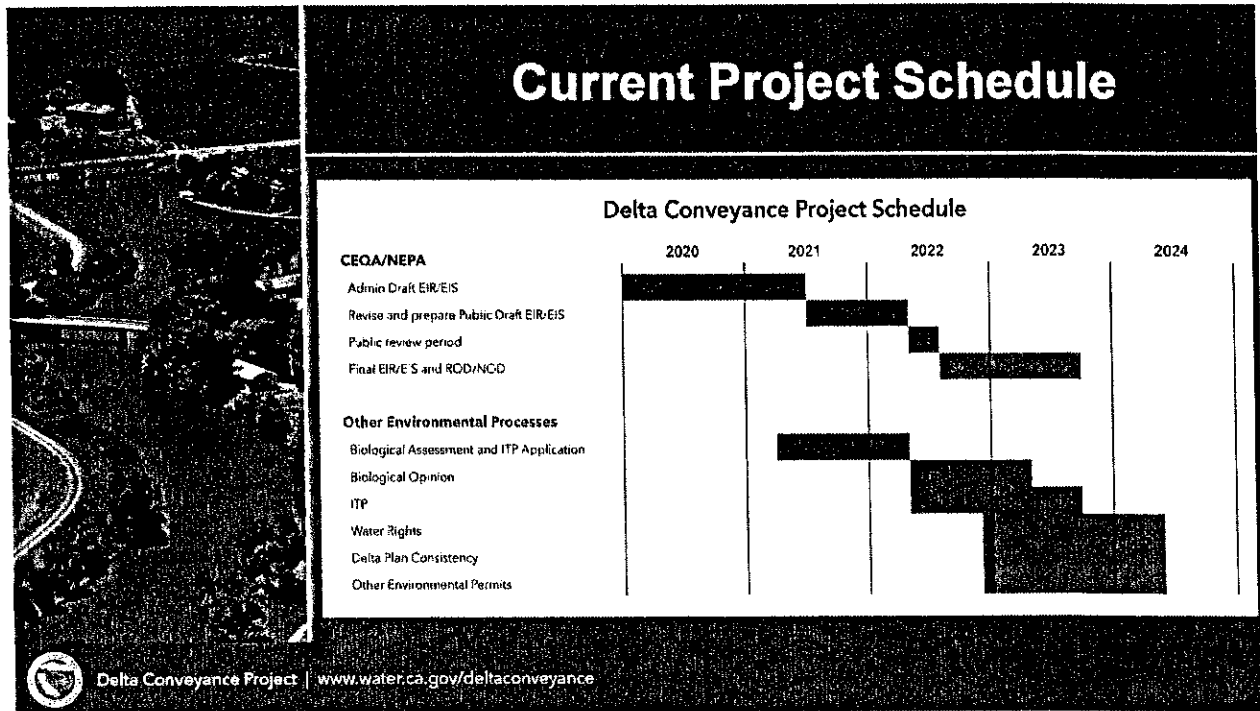 Current Project Schedule
Delta Conveyance Project Schedule
2020 2021 2022 2023 2024
CEQA/NEPA
Admin Draft EIR/EIS
Revise and prepare Public Draft EIR/EIS
Public review period
Final EIR/EIS and ROD/NOD
Other Environmental Processes
Biological Assessment and ITP Application
Biological Opinion
ITP
Water Rights
Delta Plan Consistency
Other Environmental Permits
Delta Conveyance Project | www.water.ca.gov/deltaconveyance